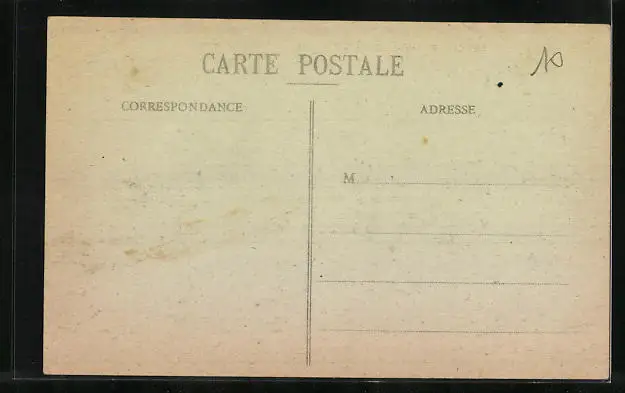 CARTE POSTALE
10
CORRESPONDANCE
ADRESSE
M